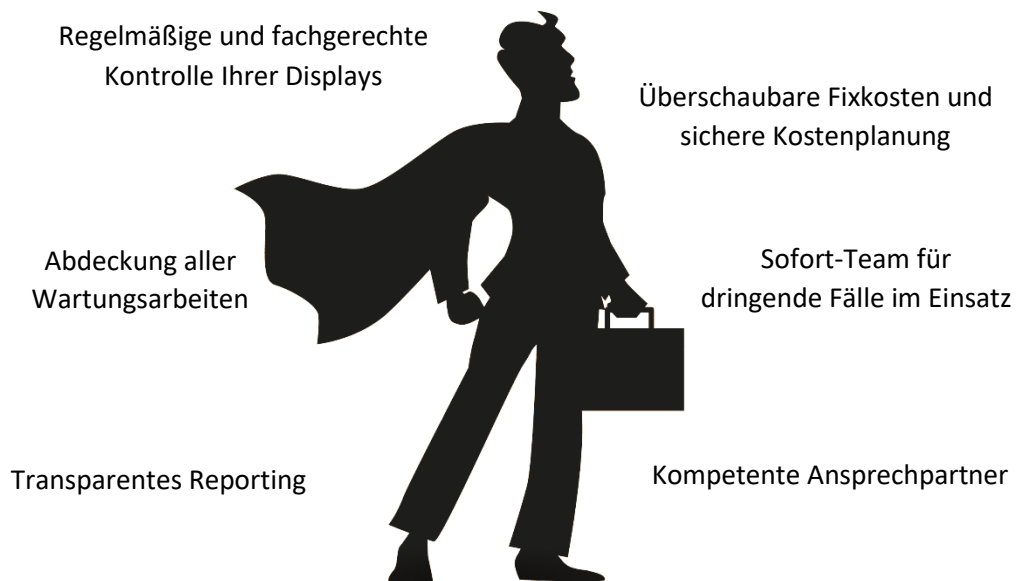 Regelmäßige und fachgerechte
Kontrolle Ihrer Displays
Überschaubare Fixkosten und
sichere Kostenplanung
Abdeckung aller
Wartungsarbeiten
Sofort-Team für
dringende Fälle im Einsatz
Transparentes Reporting
Kompetente Ansprechpartner